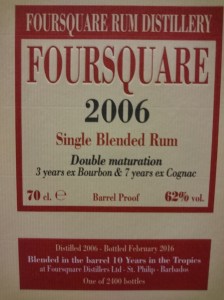 FOURSQUARE RUM DISTILLERY
FOURSQUARE
2006
Single Blended Rum
Double maturation
3 years ex Bourbon & 7 years ex Cognac
70 cl. ℮ Barrel Proof 62% vol.
Distilled 2006 - Bottled February 2016
Blended in the barrel 10 Years in the Tropics
at Foursquare Distillers Ltd - St. Philip - Barbados
One of 2400 bottles